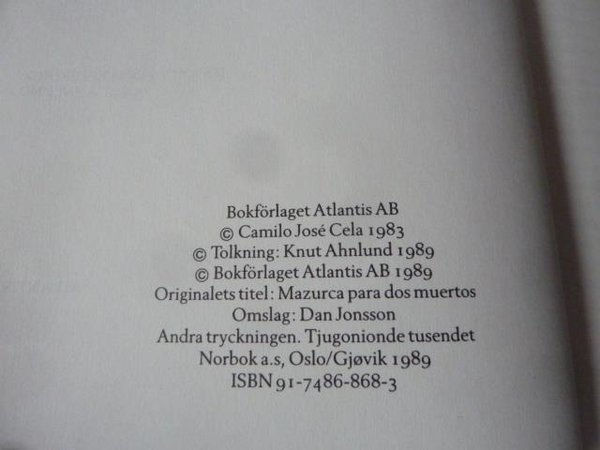 Bokförlaget Atlantis AB
© Camilo José Cela 1983
© Tolkning: Knut Ahnlund 1989
© Bokförlaget Atlantis AB 1989
Originalets titel: Mazurca para dos muertos
Omslag: Dan Jonsson
Andra tryckningen. Tjugonionde tusendet
Norbok a.s, Oslo/Gjøvik 1989
ISBN 91-7486-868-3